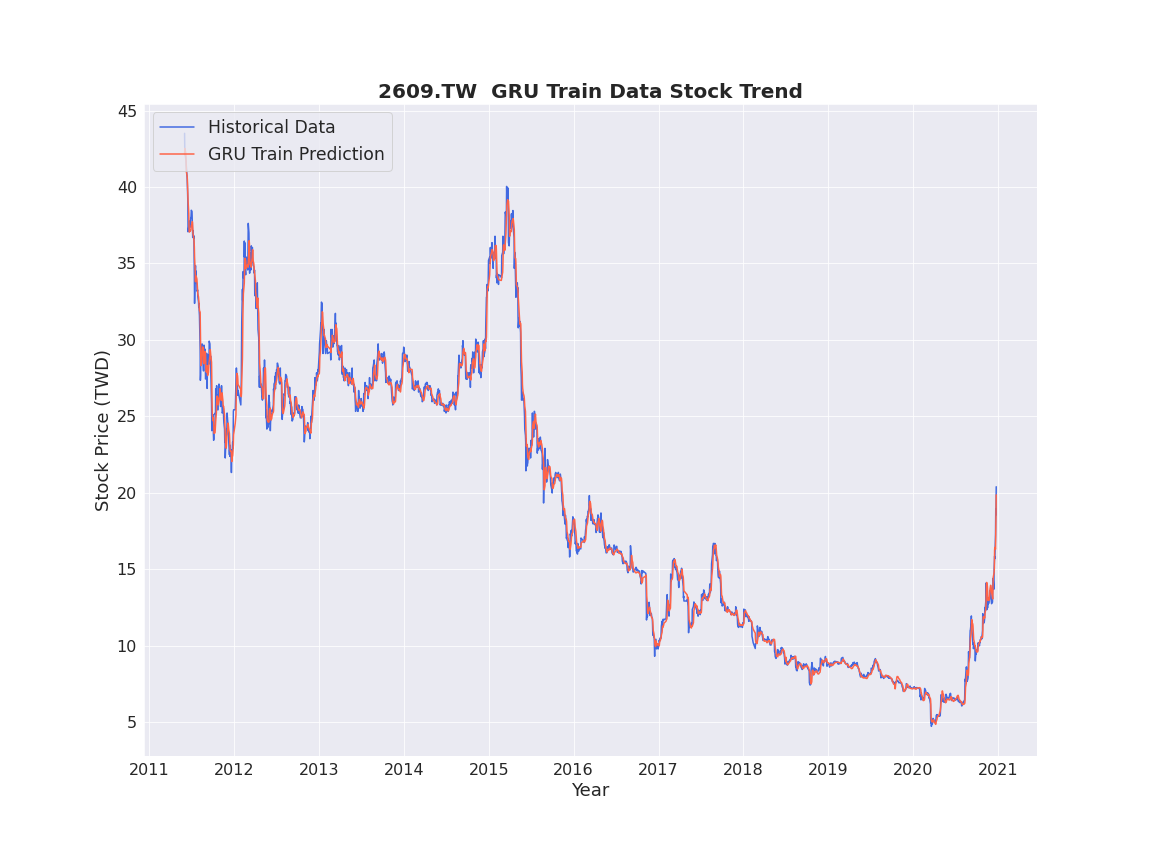 2609.TW  GRU Train Data Stock Trend
Historical Data
GRU Train Prediction
45
40
35
30
25
20
15
10
5
Stock Price (TWD)
2011 2012 2013 2014 2015 2016 2017 2018 2019 2020 2021
Year